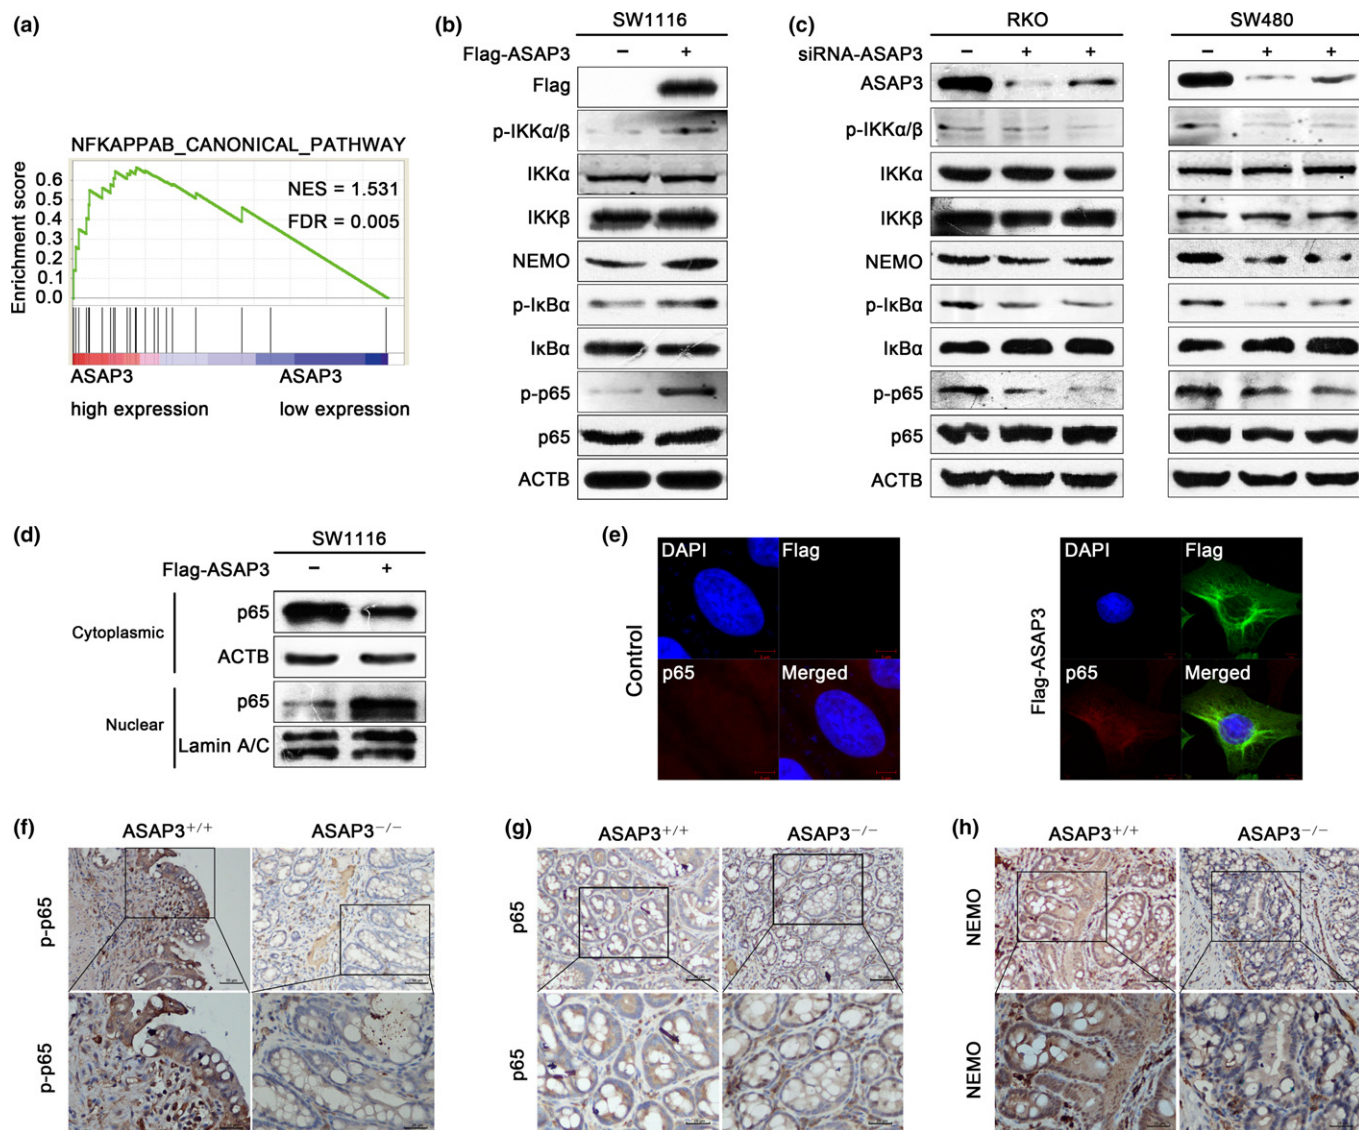 (a)
NFKAPPAB_CANONICAL_PATHWAY
Enrichment score
0.6
0.5
0.4
0.3
0.2
0.1
0.0
NES = 1.531
FDR = 0.005
ASAP3
high expression
ASAP3
low expression
(b)
SW1116
Flag-ASAP3 − +
Flag
p-IKKα/β
IKKα
IKKβ
NEMO
p-IκBα
IκBα
p-p65
p65
ACTB
(c)
RKO SW480
siRNA-ASAP3 − + + − + +
ASAP3
p-IKKα/β
IKKα
IKKβ
NEMO
p-IκBα
IκBα
p-p65
p65
ACTB
(d)
SW1116
Flag-ASAP3 − +
Cytoplasmic
p65
ACTB
Nuclear
p65
Lamin A/C
(e)
Control
DAPI Flag
p65 Merged
Flag-ASAP3
DAPI Flag
p65 Merged
(f)
ASAP3+/+ ASAP3−/−
p-p65
p-p65
(g)
ASAP3+/+ ASAP3−/−
p65
p65
(h)
ASAP3+/+ ASAP3−/−
NEMO
NEMO